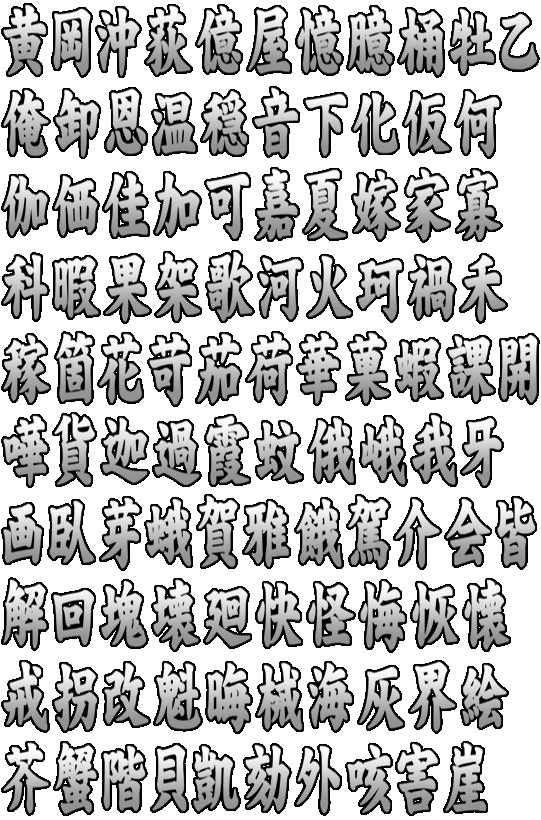 黄岡沖荻億屋憶臆桶牡乙
俺卸恩温穏音下化仮何
伽価佳加可嘉夏嫁家寡
科暇果架歌河火珂禍禾
稼箇花苛茄荷華菓蝦課開
嘩貨迦過霞蚊俄峨我牙
画臥芽蛾賀雅餓駕介会皆
解回塊壊廻快怪悔恢懐
戒拐改魁晦械海灰界絵
芥蟹階貝凱劾外咳害崖